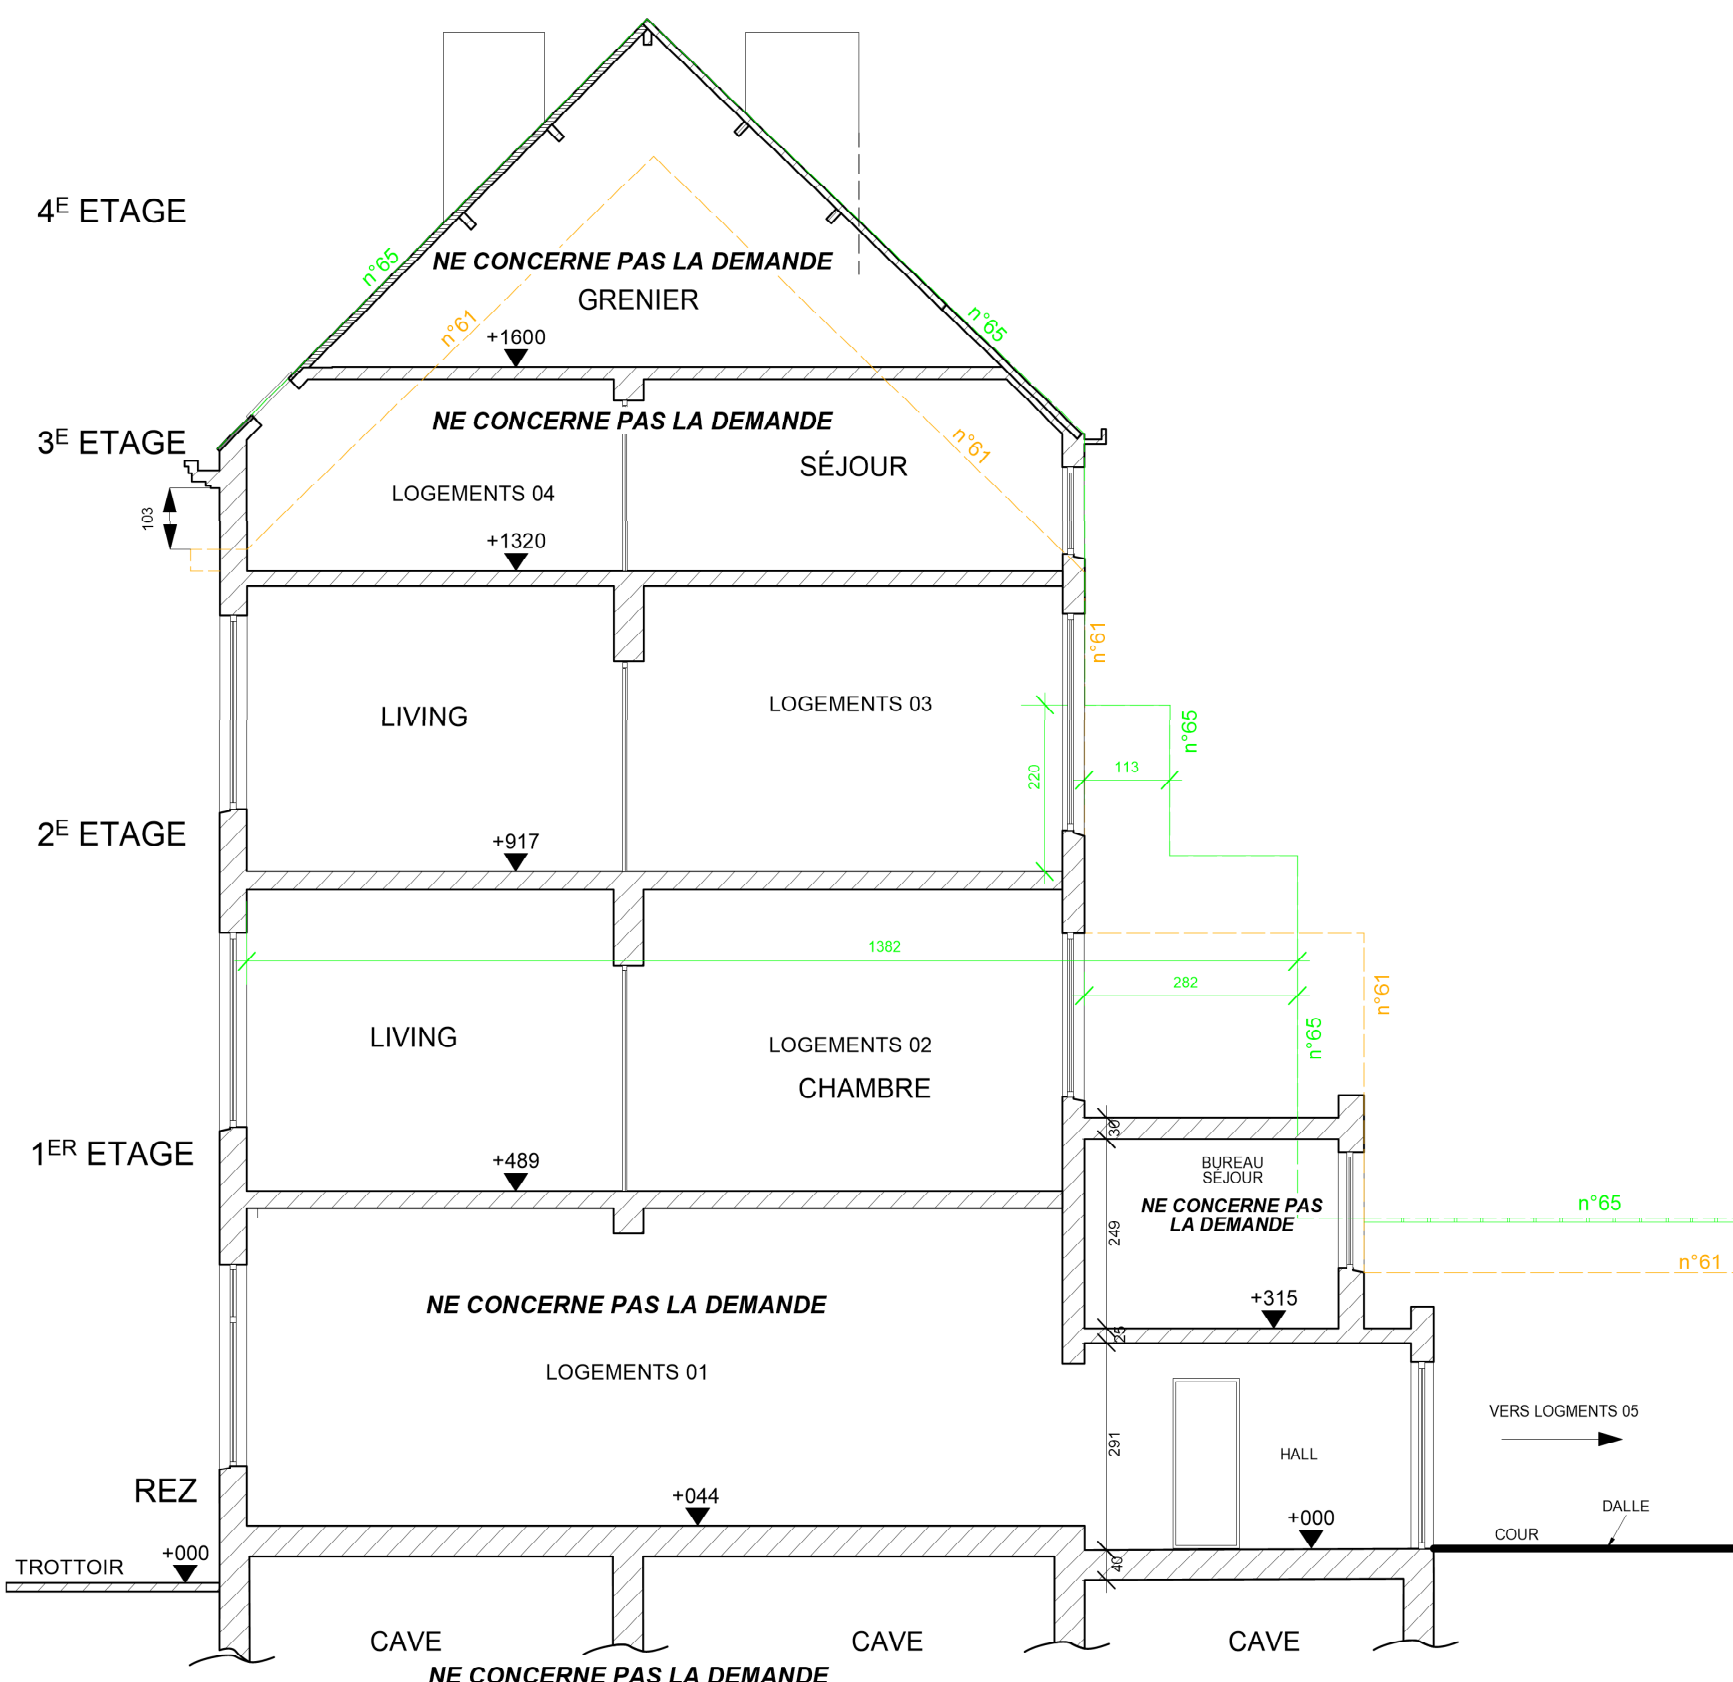 4E ETAGE
n°65
NE CONCERNE PAS LA DEMANDE
GRENIER
n°61
n°65
+1600
3E ETAGE
NE CONCERNE PAS LA DEMANDE
n°61
SÉJOUR
LOGEMENTS 04
103
+1320
n°61
LIVING
LOGEMENTS 03
n°65
220
113
2E ETAGE
+917
1382
282
n°61
n°65
LIVING
LOGEMENTS 02
CHAMBRE
30
1ER ETAGE
+489
BUREAU
SÉJOUR
NE CONCERNE PAS
LA DEMANDE
249
n°65
n°61
NE CONCERNE PAS LA DEMANDE
+315
25
LOGEMENTS 01
VERS LOGMENTS 05
291
HALL
REZ
+044
+000
DALLE
COUR
TROTTOIR
+000
40
CAVE
CAVE
CAVE
NE CONCERNE PAS LA DEMANDE